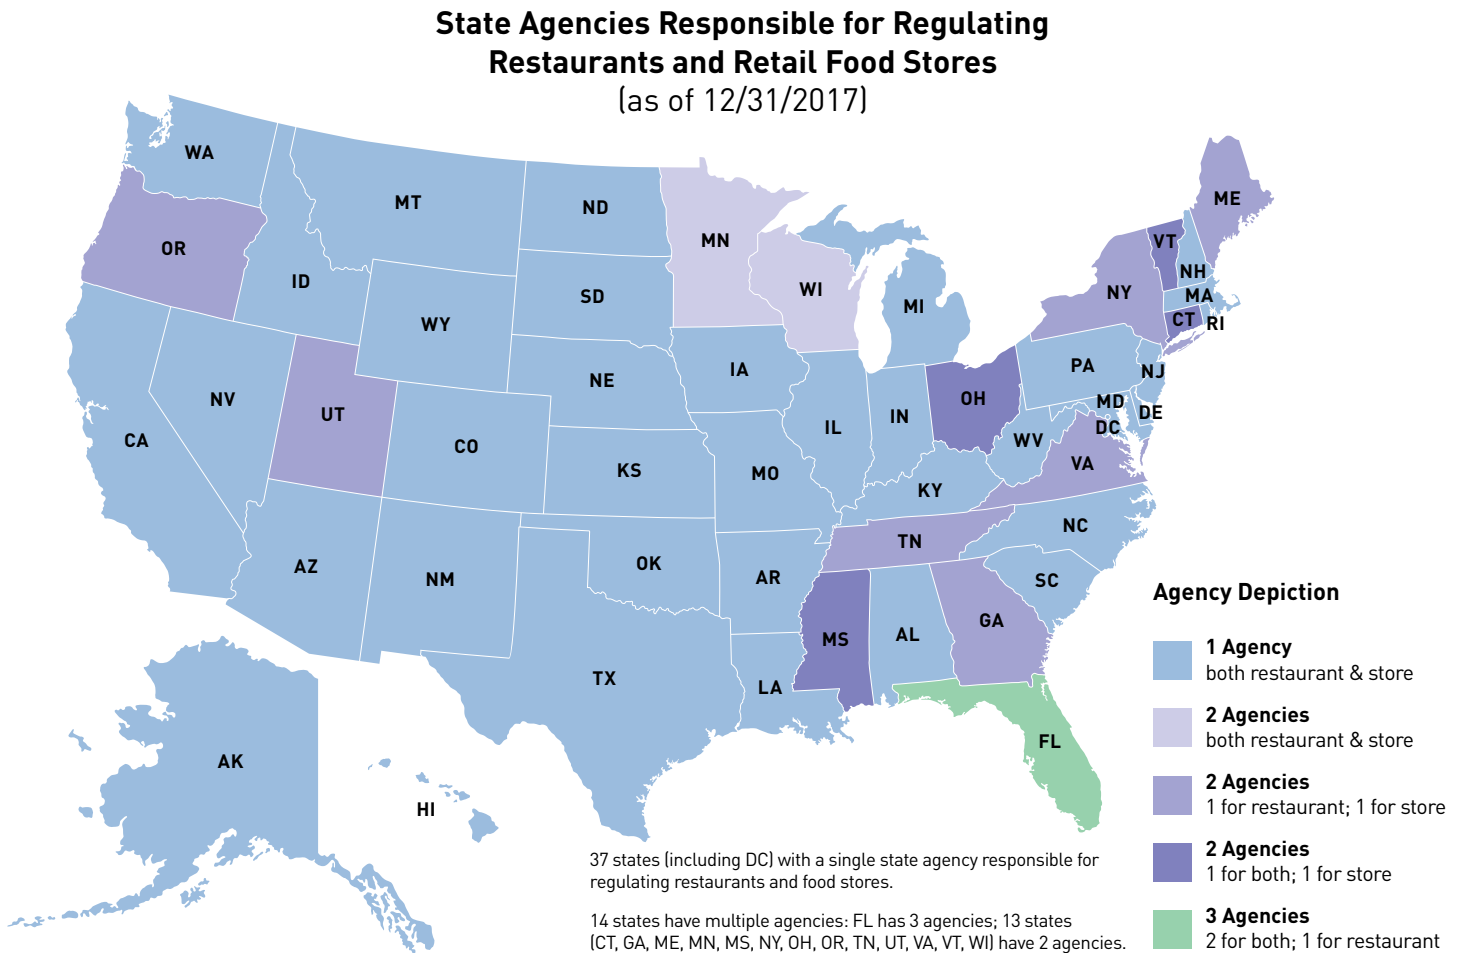 State Agencies Responsible for Regulating
Restaurants and Retail Food Stores
(as of 12/31/2017)
WA
MT
ND
MN
ME
VT
OR
ID
SD
WI
MI
NY
NH
MA
CT
RI
WY
IA
PA
NJ
NE
NV
UT
OH
MD
DE
CA
CO
IL
IN
DC
WV
KS
MO
VA
KY
NC
AZ
NM
OK
AR
TN
SC
MS
AL
GA
TX
LA
FL
AK
HI
Agency Depiction
1 Agency
both restaurant & store
2 Agencies
both restaurant & store
2 Agencies
1 for restaurant; 1 for store
2 Agencies
1 for both; 1 for store
3 Agencies
2 for both; 1 for restaurant
37 states (including DC) with a single state agency responsible for
regulating restaurants and food stores.
14 states have multiple agencies: FL has 3 agencies; 13 states
(CT, GA, ME, MN, MS, NY, OH, OR, TN, UT, VA, VT, WI) have 2 agencies.